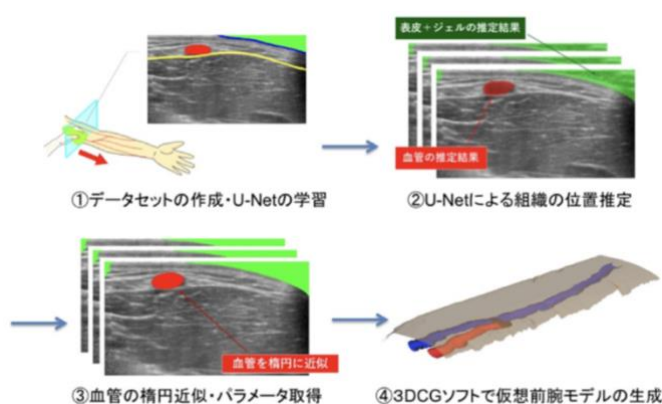 表皮＋ジェルの推定結果
血管の推定結果
①データセットの作成・U-Netの学習
②U-Netによる組織の位置推定
血管を楕円に近似
③血管の楕円近似・パラメータ取得
④3DCGソフトで仮想前腕モデルの生成